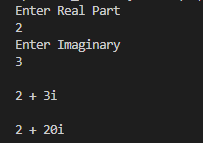 Enter Real Part
2
Enter Imaginary
3
2 + 3i
2 + 20i